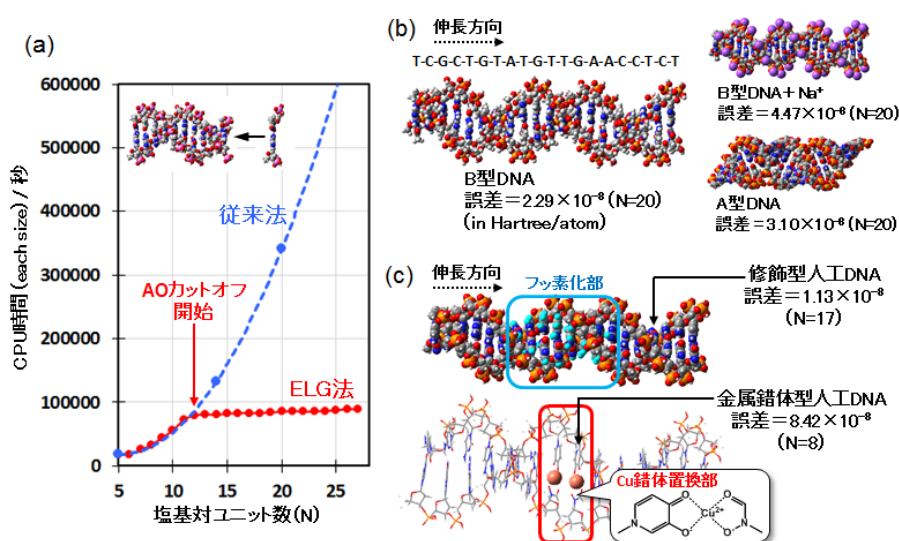 (a)
600000
500000
400000
300000
200000
100000
0
CPU時間(each size)/秒
従来法
AOカットオフ
開始
ELG法
5
10
15
20
25
塩基対ユニット数(N)
(b)
伸長方向
T-C-G-C-T-G-T-A-T-G-T-T-G-A-A-C-C-T-C-T
B型DNA
誤差=2.29×10⁻⁸(N=20)
(in Hartree/atom)
B型DNA+Na⁺
誤差=4.47×10⁻⁸(N=20)
A型DNA
誤差=3.10×10⁻⁸(N=20)
(c)
伸長方向
フッ素化部
修飾型人工DNA
誤差=1.13×10⁻⁸
(N=17)
金属錯体型人工DNA
誤差=8.42×10⁻⁸
(N=8)
Cu錯体置換部
N
O
O
Cu²⁺
O
O
N